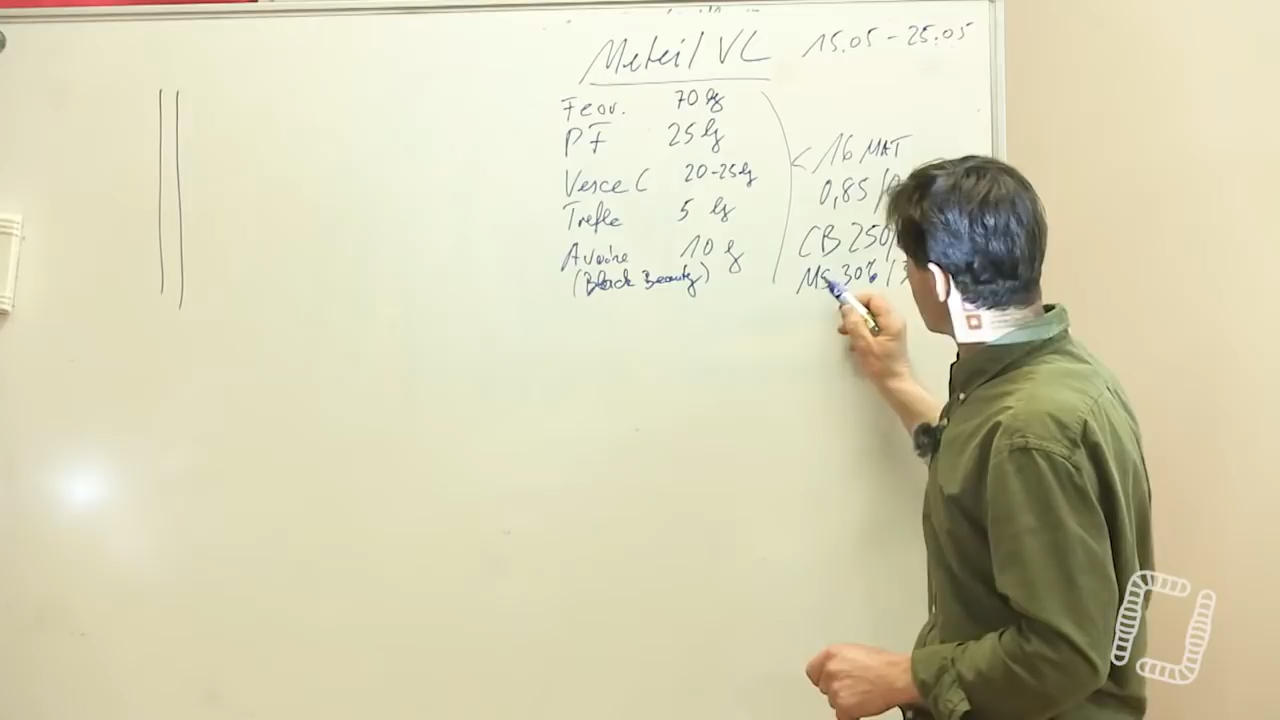 Meteil VL 15.05 - 25.05
Feov. 70 kg
PF 25 kg
Vesce C 20-25 kg
Trefle 5 kg
Avoine 10 kg
(Black Beauty)
< 16 MAT
0,85
CB 250
MS 30% /